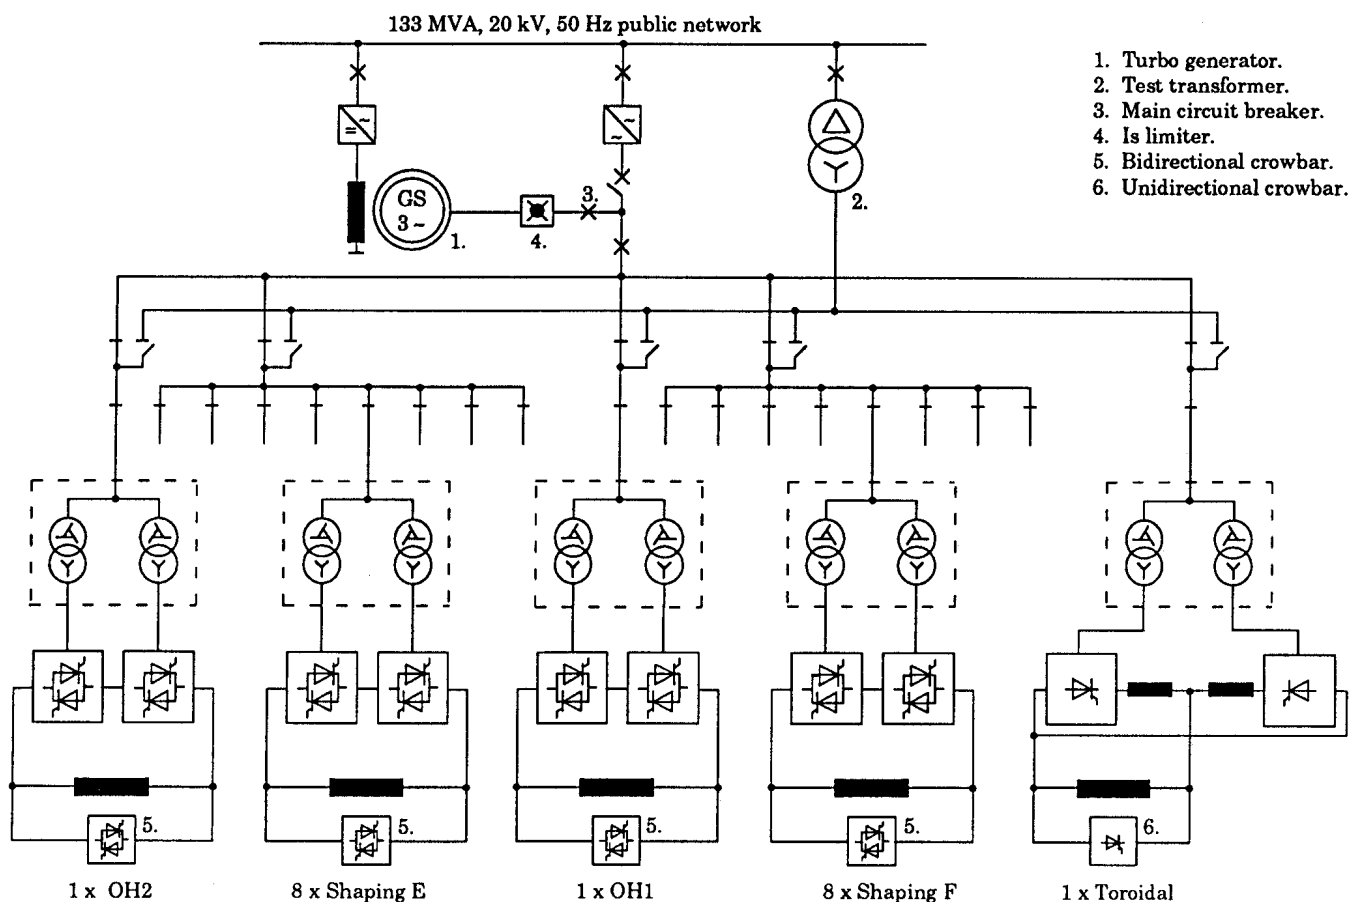 133 MVA, 20 kV, 50 Hz public network
1. Turbo generator.
2. Test transformer.
3. Main circuit breaker.
4. Is limiter.
5. Bidirectional crowbar.
6. Unidirectional crowbar.
= ~
~ ~
GS
3 ~
1.
4.
3.
2.
5.
5.
5.
5.
6.
1 x OH2
8 x Shaping E
1 x OH1
8 x Shaping F
1 x Toroidal